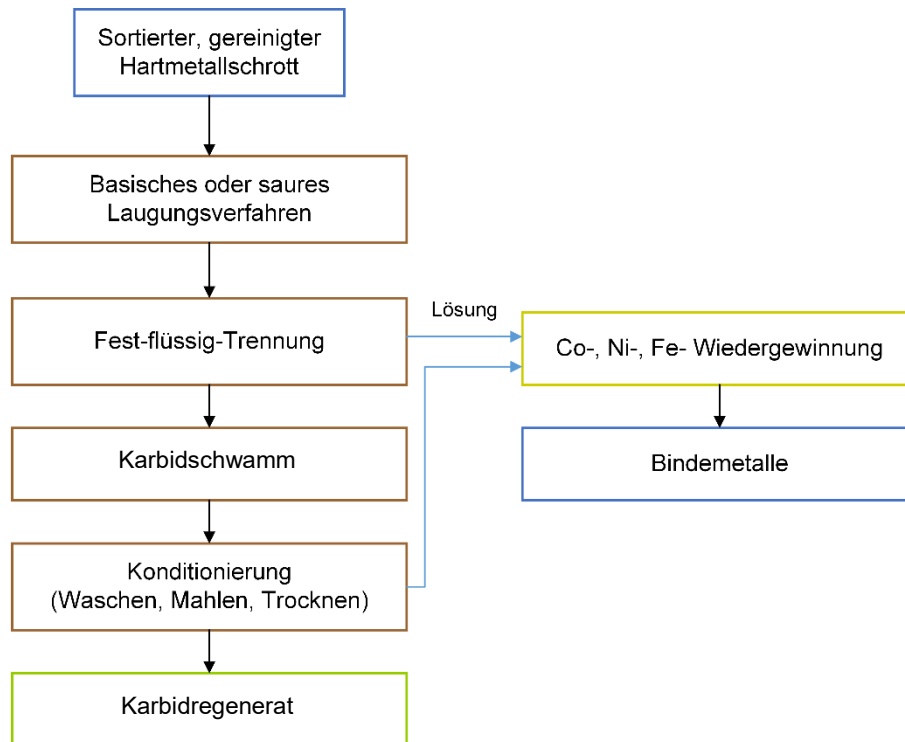 Sortierter, gereinigter
Hartmetallschrott
Basisches oder saures
Laugungsverfahren
Fest-flüssig-Trennung
Lösung
Co-, Ni-, Fe- Wiedergewinnung
Karbidschwamm
Bindemetalle
Konditionierung
(Waschen, Mahlen, Trocknen)
Karbidregenerat